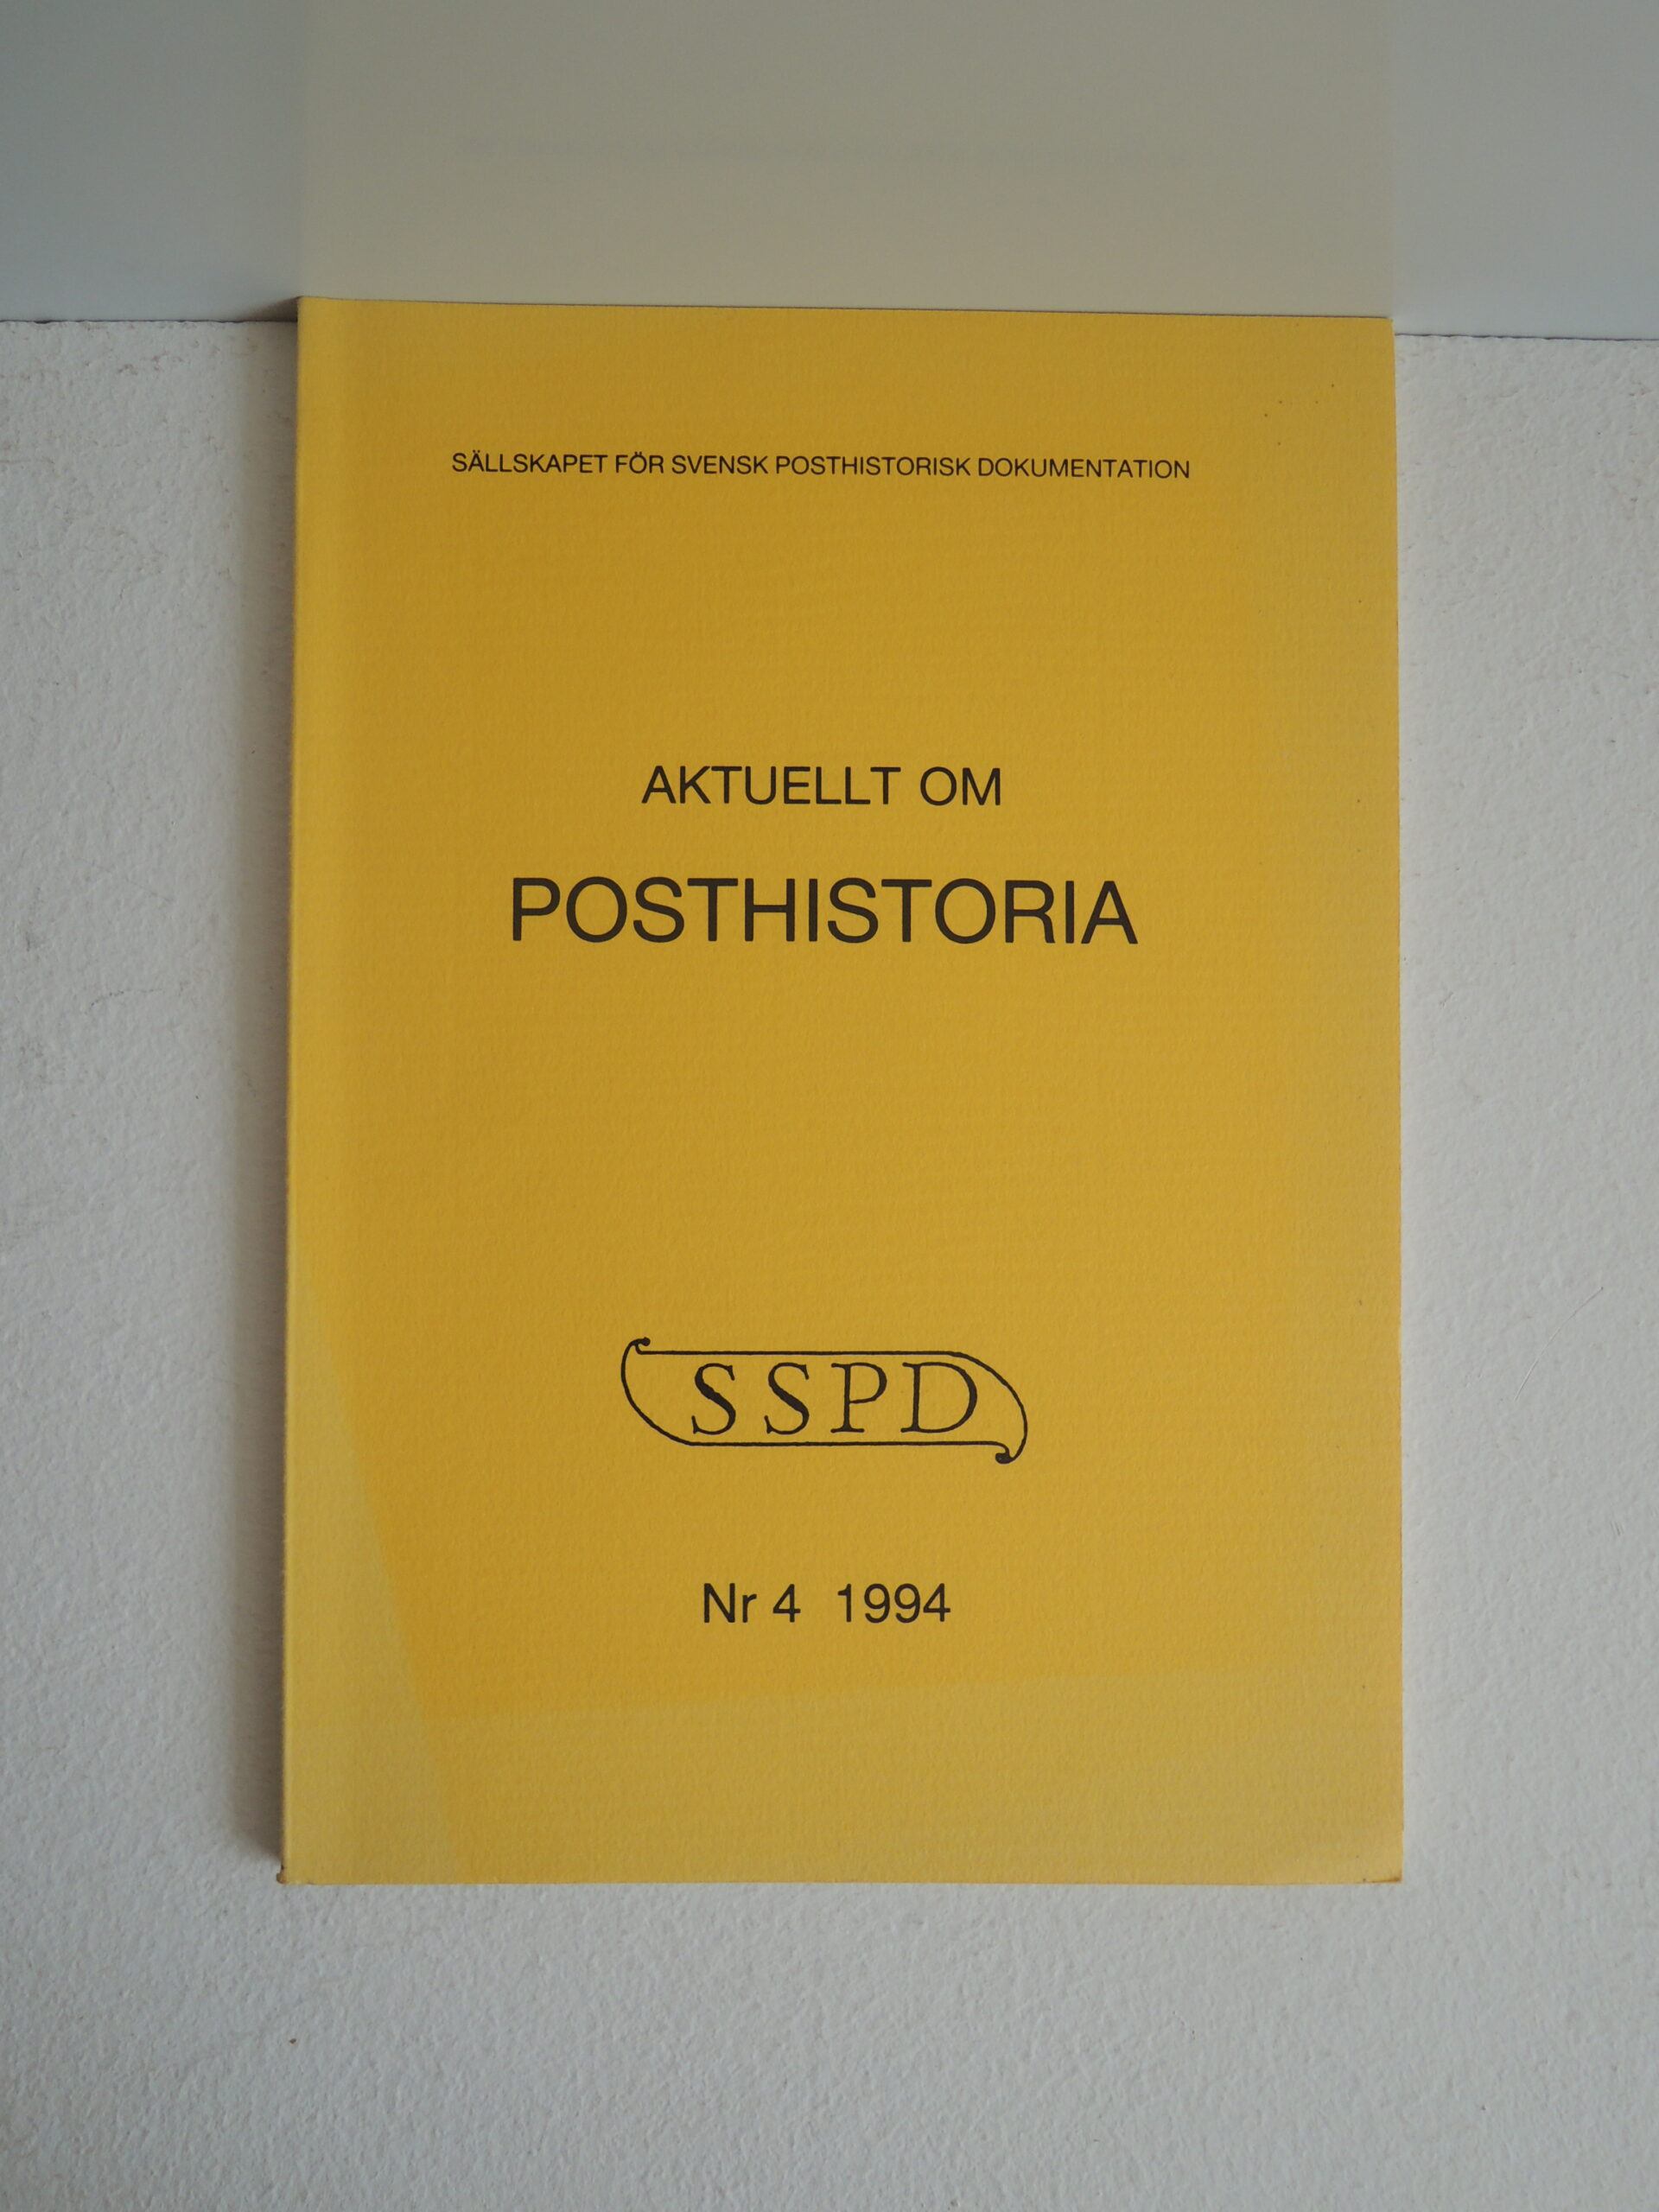 SÄLLSKAPET FÖR SVENSK POSTHISTORISK DOKUMENTATION
AKTUELLT OM
POSTHISTORIA
SSPD
Nr 4 1994